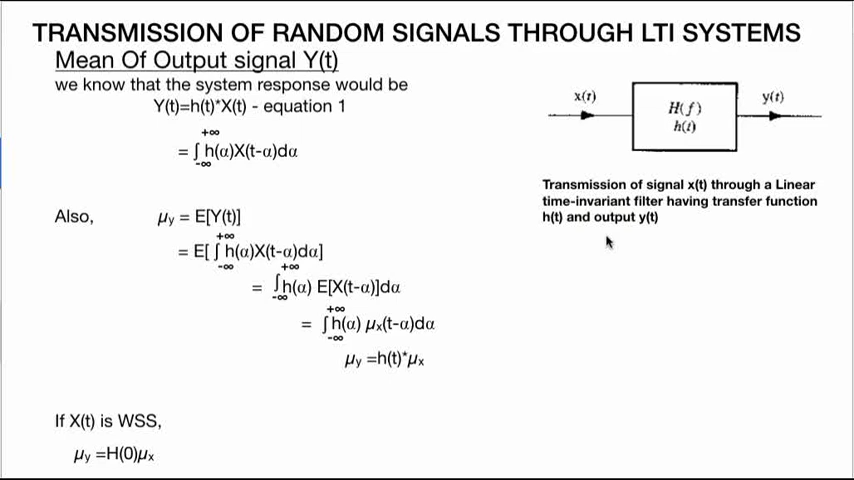 TRANSMISSION OF RANDOM SIGNALS THROUGH LTI SYSTEMS
Mean Of Output signal Y(t)
we know that the system response would be
Y(t)=h(t)*X(t) - equation 1
+∞
= ∫ h(α)X(t-α)dα
-∞
Also, μy = E[Y(t)]
+∞
= E[ ∫ h(α)X(t-α)dα]
-∞ +∞
= ∫h(α) E[X(t-α)]dα
-∞
+∞
= ∫h(α) μx(t-α)dα
-∞
μy =h(t)*μx
If X(t) is WSS,
μy =H(0)μx
x(t)
H(f)
h(t)
y(t)
Transmission of signal x(t) through a Linear
time-invariant filter having transfer function
h(t) and output y(t)